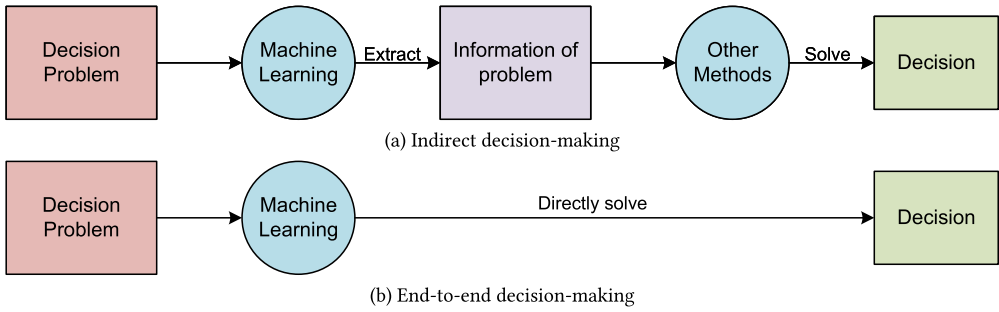 Decision
Problem
Machine
Learning
Extract
Information of
problem
Other
Methods
Solve
Decision
(a) Indirect decision-making
Decision
Problem
Machine
Learning
Directly solve
Decision
(b) End-to-end decision-making